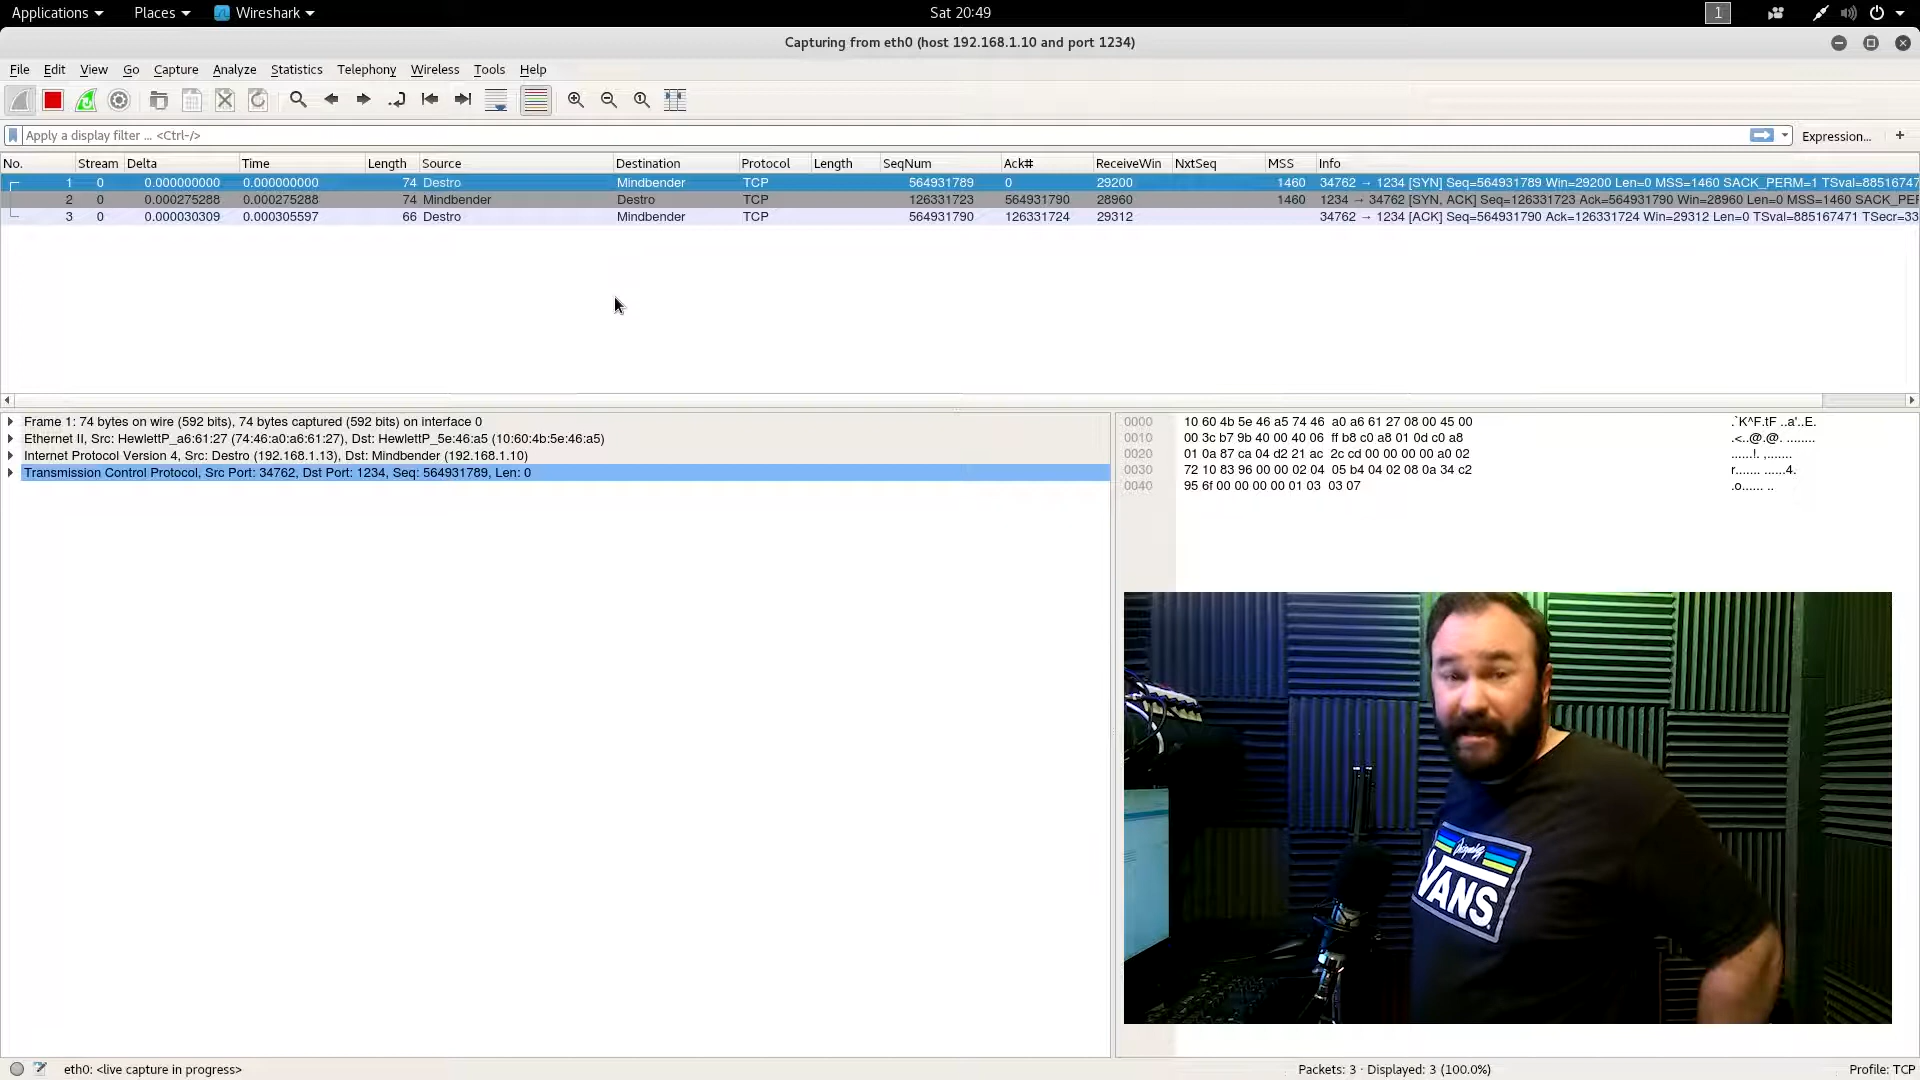 Applications Places Wireshark Sat 20:49 1
Capturing from eth0 (host 192.168.1.10 and port 1234)
File Edit View Go Capture Analyze Statistics Telephony Wireless Tools Help
Apply a display filter ... <Ctrl-/> Expression... +
No. Stream Delta Time Length Source Destination Protocol Length SeqNum Ack# ReceiveWin NxtSeq MSS Info
1 0 0.000000000 0.000000000 74 Destro Mindbender TCP 564931789 0 29200 1460 34762 → 1234 [SYN] Seq=564931789 Win=29200 Len=0 MSS=1460 SACK_PERM=1 TSval=88516747
2 0 0.000275288 0.000275288 74 Mindbender Destro TCP 126331723 564931790 28960 1460 1234 → 34762 [SYN, ACK] Seq=126331723 Ack=564931790 Win=28960 Len=0 MSS=1460 SACK_PE
3 0 0.000030309 0.000305597 66 Destro Mindbender TCP 564931790 126331724 29312 34762 → 1234 [ACK] Seq=564931790 Ack=126331724 Win=29312 Len=0 TSval=885167471 TSecr=33
Frame 1: 74 bytes on wire (592 bits), 74 bytes captured (592 bits) on interface 0
Ethernet II, Src: HewlettP_a6:61:27 (74:46:a0:a6:61:27), Dst: HewlettP_5e:46:a5 (10:60:4b:5e:46:a5)
Internet Protocol Version 4, Src: Destro (192.168.1.13), Dst: Mindbender (192.168.1.10)
Transmission Control Protocol, Src Port: 34762, Dst Port: 1234, Seq: 564931789, Len: 0
0000 10 60 4b 5e 46 a5 74 46 a0 a6 61 27 08 00 45 00 .`K^F.tF ..a'..E.
0010 00 3c b7 9b 40 00 40 06 ff b8 c0 a8 01 0d c0 a8 .<..@.@. ........
0020 01 0a 87 ca 04 d2 21 ac 2c cd 00 00 00 00 a0 02 ......!. ,.......
0030 72 10 83 96 00 00 02 04 05 b4 04 02 08 0a 34 c2 r....... ......4.
0040 95 6f 00 00 00 00 01 03 03 07 .o...... ..
VANS
eth0: <live capture in progress> Packets: 3 · Displayed: 3 (100.0%) Profile: TCP